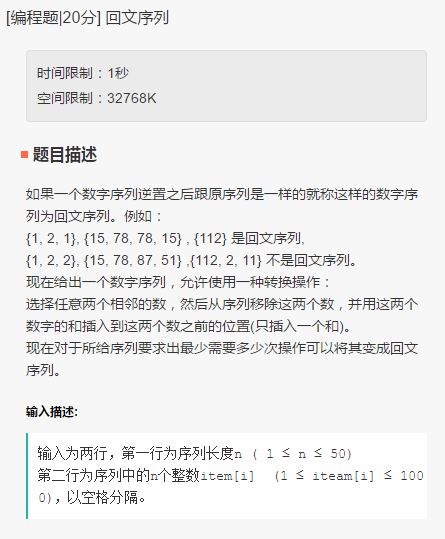 [编程题|20分] 回文序列
时间限制：1秒
空间限制：32768K
题目描述
如果一个数字序列逆置之后跟原序列是一样的就称这样的数字序
列为回文序列。例如：
{1, 2, 1}, {15, 78, 78, 15} , {112} 是回文序列,
{1, 2, 2}, {15, 78, 87, 51} ,{112, 2, 11} 不是回文序列。
现在给出一个数字序列，允许使用一种转换操作：
选择任意两个相邻的数，然后从序列移除这两个数，并用这两个
数字的和插入到这两个数之前的位置(只插入一个和)。
现在对于所给序列要求出最少需要多少次操作可以将其变成回文
序列。
输入描述:
输入为两行，第一行为序列长度n ( 1 ≤ n ≤ 50)
第二行为序列中的n个整数item[i]  (1 ≤ iteam[i] ≤ 100
0)，以空格分隔。